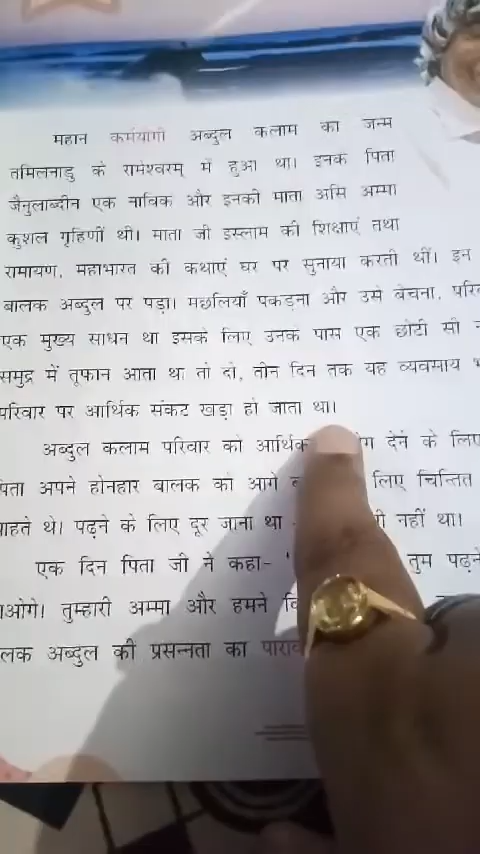 महान कर्मयोगी अब्दुल कलाम का जन्म
तमिलनाडु के रामेश्वरम् में हुआ था। इनके पिता
जैनुलाब्दीन एक नाविक और इनकी माता असि अम्मा
कुशल गृहिणी थी। माता जी इस्लाम की शिक्षाएं तथा
रामायण, महाभारत की कथाएं घर पर सुनाया करती थीं। इन
बालक अब्दुल पर पड़ा। मछलियाँ पकड़ना और उसे बेचना,
एक मुख्य साधन था इसके लिए उनके पास एक छोटी सी
समुद्र में तूफान आता था तो दो, तीन दिन तक यह व्यवसाय
परिवार पर आर्थिक संकट खड़ा हो जाता था।
अब्दुल कलाम परिवार को आर्थिक देने के लिए
पिता अपने होनहार बालक को आगे लिए चिन्तित
चाहते थे। पढ़ने के लिए दूर जाना था नहीं था।
एक दिन पिता जी ने कहा- ' तुम पढ़ने
तुम्हारी अम्मा और हमने
अब्दुल की प्रसन्नता का